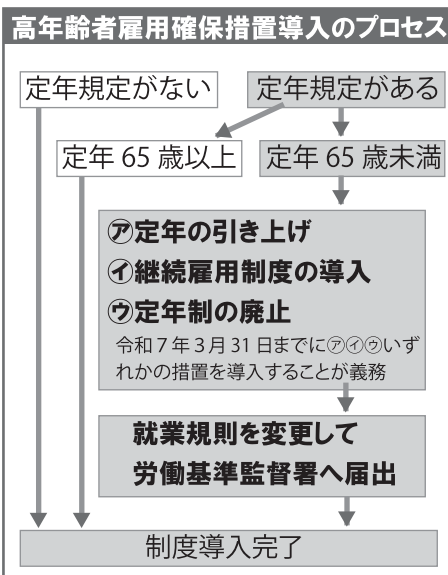 高年齢者雇用確保措置導入のプロセス
定年規定がない
定年規定がある
定年 65 歳以上
定年 65 歳未満
㋐定年の引き上げ
㋑継続雇用制度の導入
㋒定年制の廃止
令和７年３月 31 日までに㋐㋑㋒いず
れかの措置を導入することが義務
就業規則を変更して
労働基準監督署へ届出
制度導入完了